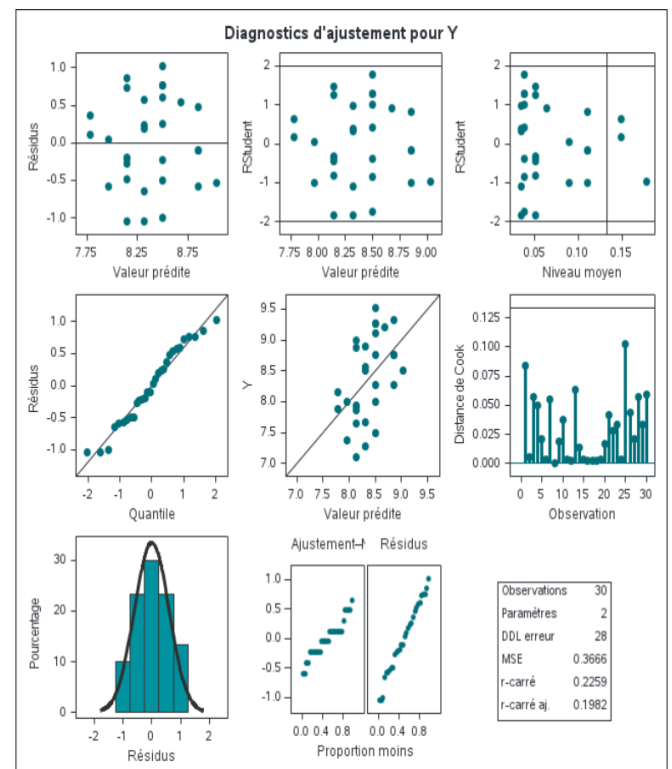 Diagnostics d'ajustement pour Y
Résidus
1.0
0.5
0.0
-0.5
-1.0
7.75 8.25 8.75
Valeur prédite
RStudent
2
1
0
-1
-2
7.75 8.00 8.25 8.50 8.75 9.00
Valeur prédite
RStudent
2
1
0
-1
-2
0.05 0.10 0.15
Niveau moyen
Résidus
1.0
0.5
0.0
-0.5
-1.0
-2 -1 0 1 2
Quantile
Y
9.5
9.0
8.5
8.0
7.5
7.0
7.0 7.5 8.0 8.5 9.0 9.5
Valeur prédite
Distance de Cook
0.125
0.100
0.075
0.050
0.025
0.000
0 5 10 15 20 25 30
Observation
Pourcentage
30
20
10
0
-2 -1 0 1 2
Résidus
Ajustement– Résidus
1.0
0.5
0.0
-0.5
-1.0
0.0 0.4 0.8 0.0 0.4 0.8
Proportion moins
Observations 30
Paramètres 2
DDL erreur 28
MSE 0.3666
r-carré 0.2259
r-carré aj. 0.1982